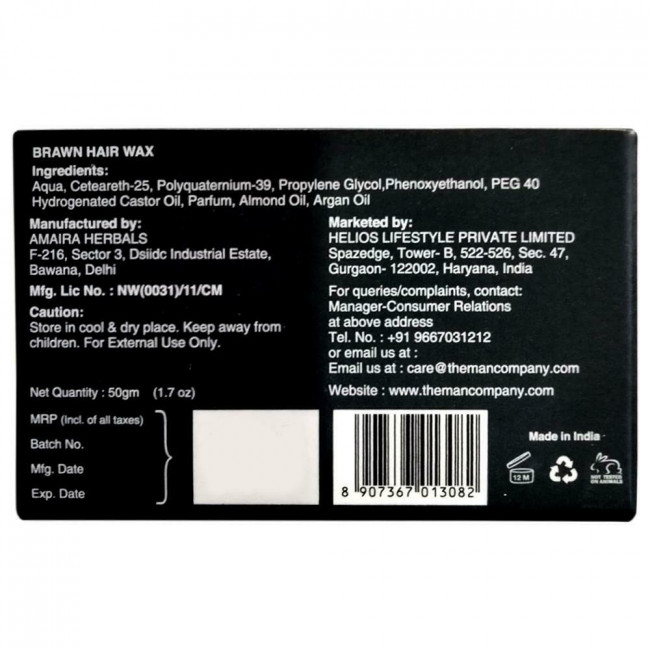 BRAWN HAIR WAX
Ingredients:
Aqua, Ceteareth-25, Polyquaternium-39, Propylene Glycol,Phenoxyethanol, PEG 40
Hydrogenated Castor Oil, Parfum, Almond Oil, Argan Oil
Manufactured by:
AMAIRA HERBALS
F-216, Sector 3, Dsiidc Industrial Estate,
Bawana, Delhi
Mfg. Lic No. : NW(0031)/11/CM
Caution:
Store in cool & dry place. Keep away from
children. For External Use Only.
Net Quantity : 50gm (1.7 oz)
MRP (incl. of all taxes)
Batch No.
Mfg. Date
Exp. Date
Marketed by:
HELIOS LIFESTYLE PRIVATE LIMITED
Spazedge, Tower- B, 522-526, Sec. 47,
Gurgaon- 122002, Haryana, India
For queries/complaints, contact:
Manager-Consumer Relations
at above address
Tel. No. : +91 9667031212
or email us at :
Email us at : care@themancompany.com
Website : www.themancompany.com
8 907367 013082
Made in India
12 M
NOT TESTED
ON ANIMALS